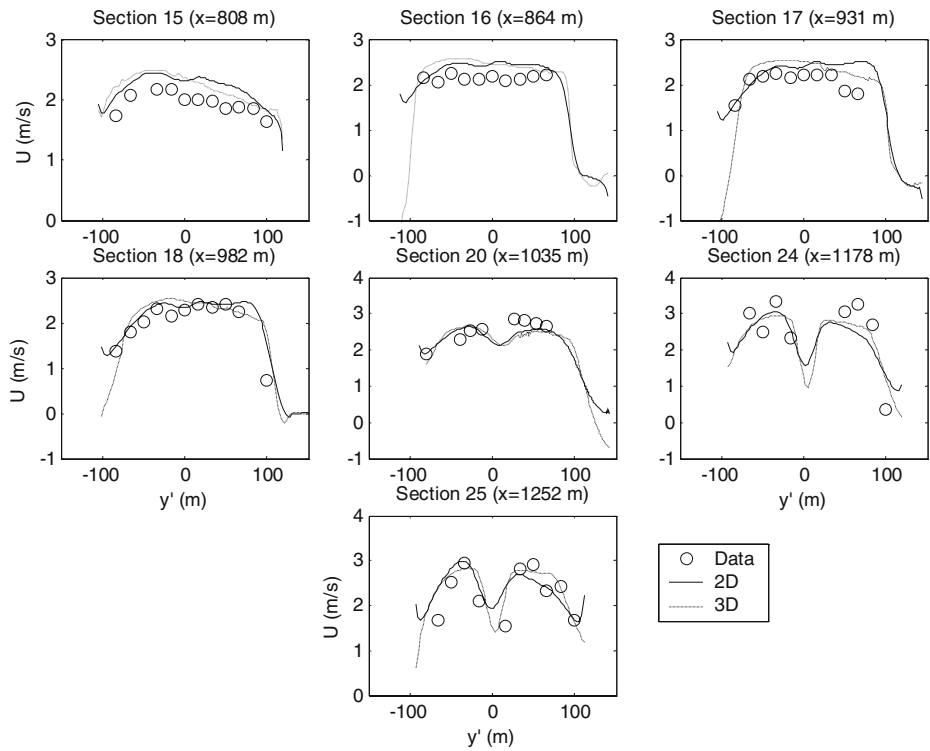 Section 15 (x=808 m)
Section 16 (x=864 m)
Section 17 (x=931 m)
U (m/s)
3
2
1
0
-100 0 100
3
2
1
0
-1
-100 0 100
3
2
1
0
-1
-100 0 100
Section 18 (x=982 m)
Section 20 (x=1035 m)
Section 24 (x=1178 m)
U (m/s)
3
2
1
0
-1
-100 0 100
y' (m)
4
3
2
1
0
-1
-100 0 100
4
3
2
1
0
-1
-100 0 100
y' (m)
Section 25 (x=1252 m)
U (m/s)
4
3
2
1
0
-100 0 100
y' (m)
Data
2D
3D